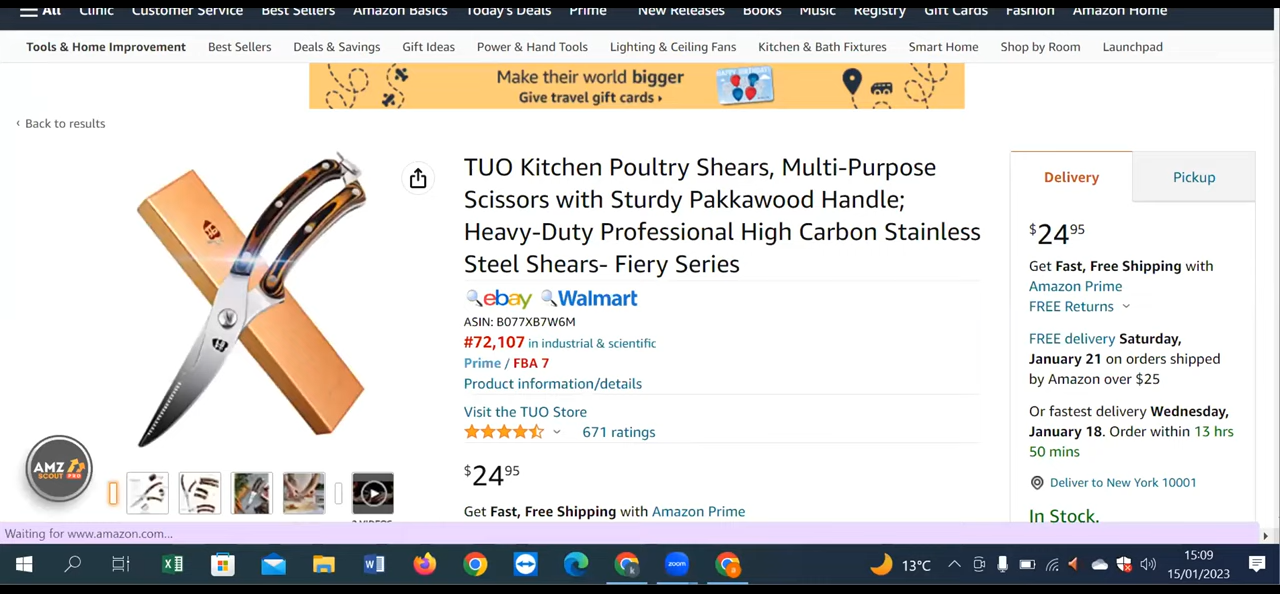 All Clinic Customer Service Best Sellers Amazon Basics Today's Deals Prime New Releases Books Music Registry Gift Cards Fashion Amazon Home
Tools & Home Improvement Best Sellers Deals & Savings Gift Ideas Power & Hand Tools Lighting & Ceiling Fans Kitchen & Bath Fixtures Smart Home Shop by Room Launchpad
Make their world bigger
Give travel gift cards ›
‹ Back to results
TUO Kitchen Poultry Shears, Multi-Purpose
Scissors with Sturdy Pakkawood Handle;
Heavy-Duty Professional High Carbon Stainless
Steel Shears- Fiery Series
ebay Walmart
ASIN: B077XB7W6M
#72,107 in industrial & scientific
Prime / FBA 7
Product information/details
Visit the TUO Store
671 ratings
$24 95
Get Fast, Free Shipping with Amazon Prime
Delivery Pickup
$24 95
Get Fast, Free Shipping with
Amazon Prime
FREE Returns
FREE delivery Saturday,
January 21 on orders shipped
by Amazon over $25
Or fastest delivery Wednesday,
January 18. Order within 13 hrs
50 mins
Deliver to New York 10001
In Stock.
AMZ
SCOUT PRO
Waiting for www.amazon.com...
zoom
13°C
15:09
15/01/2023